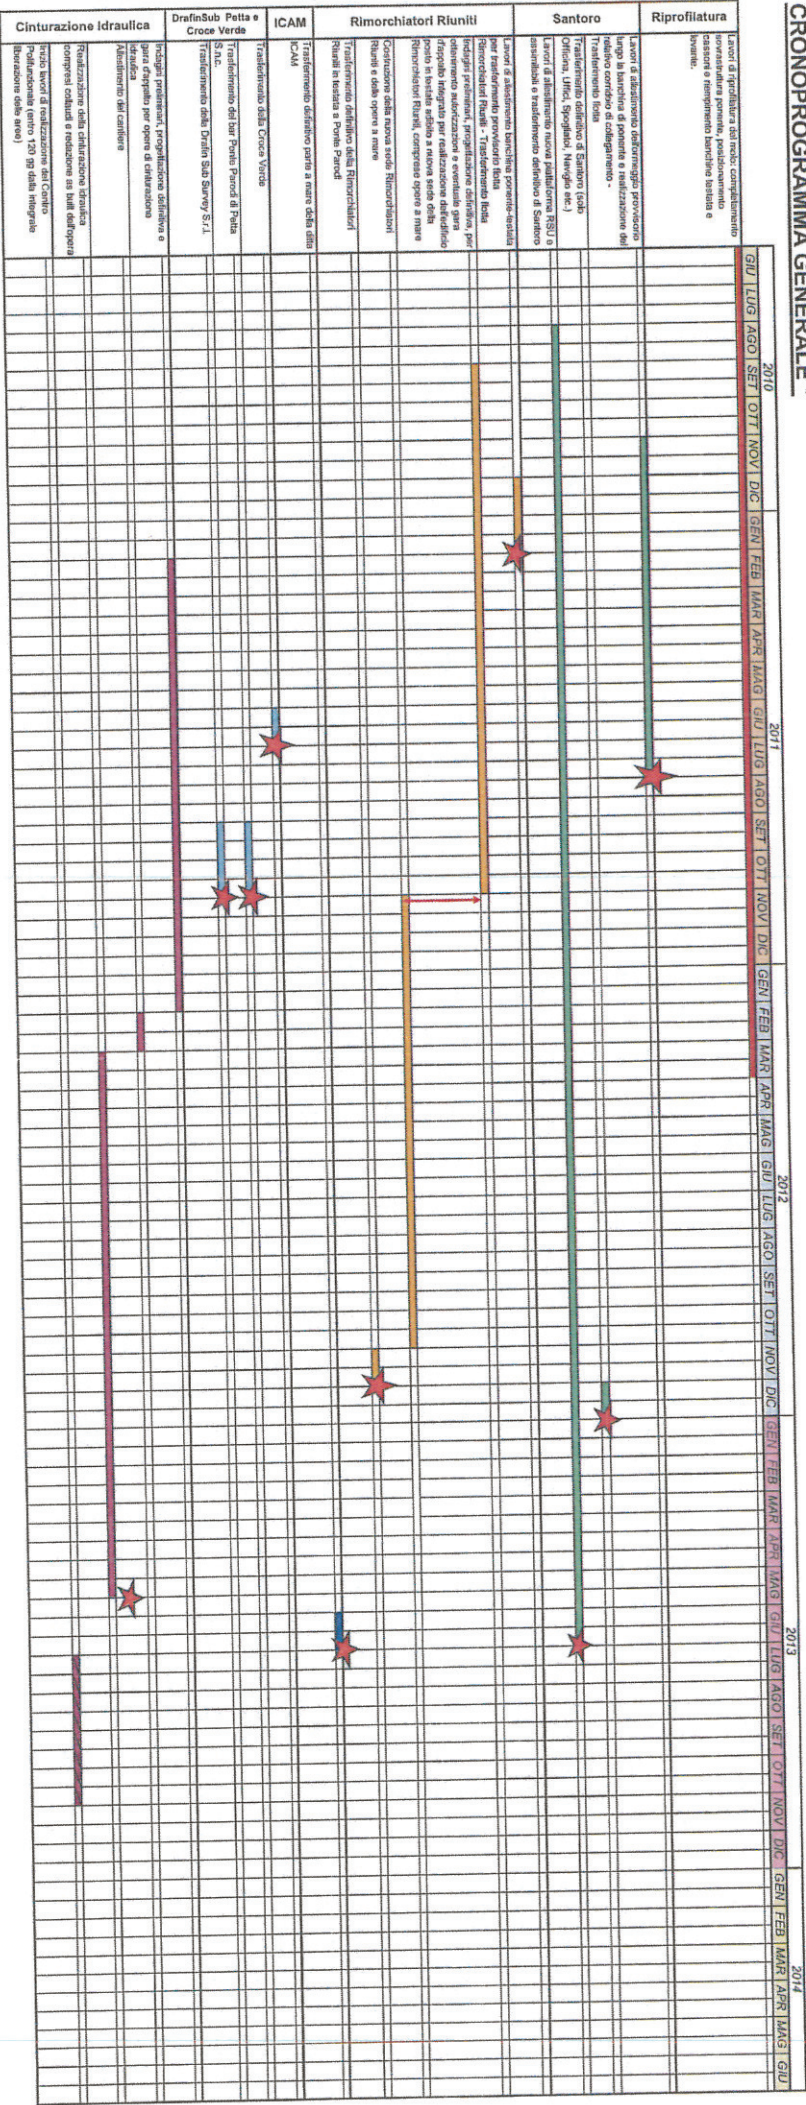 CRONOPROGRAMMA GENERALE
2010
2011
2012
2013
2014
GIU LUG AGO SET OTT NOV DIC GEN FEB MAR APR MAG GIU LUG AGO SET OTT NOV DIC GEN FEB MAR APR MAG GIU LUG AGO SET OTT NOV DIC GEN FEB MAR APR MAG GIU LUG AGO SET OTT NOV DIC GEN FEB MAR APR MAG GIU
Riprofilatura
Lavori di riprofilatura del molo: completamento
sovrastruttura ponente, posizionamento
cassoni e riempimento banchine testata e
levante.
Santoro
Lavori di allestimento dell'ormeggio provvisorio
lungo la banchina di ponente e realizzazione del
relativo corridoio di collegamento -
Trasferimento flotta
Trasferimento definitivo di Santoro (solo
Officina, Uffici, Spogliatoi, Naviglio etc.)
Lavori di allestimento nuova piattaforma RSU e
assimilabili e trasferimento definitivo di Santoro
Rimorchiatori Riuniti
Lavori di allestimento banchina ponente-testata
per trasferimento provvisorio flotta
Rimorchiatori Riuniti - Trasferimento flotta
Indagini preliminari, progettazione definitiva, per
ottenimento autorizzazioni e eventuale gara
d'appalto integrato per realizzazione dell'edificio
posto in testata adibito a nuova sede della
Rimorchiatori Riuniti, comprese opere a mare
Costruzione della nuova sede Rimorchiatori
Riuniti e delle opere a mare
Trasferimento definitivo della Rimorchiatori
Riuniti in testata a Ponte Parodi
ICAM
Trasferimento definitivo parte a mare della ditta
ICAM
DrafinSub Petta e
Croce Verde
Trasferimento della Croce Verde
Trasferimento del bar Ponte Parodi di Petta
S.n.c.
Trasferimento della Drafin Sub Survey S.r.l.
Cinturazione Idraulica
Indagini preliminari, progettazione definitiva e
gara d'appalto per opere di cinturazione
idraulica
Allestimento del cantiere
Realizzazione della cinturazione idraulica
compresi collaudi e redazione as built dell'opera
Inizio lavori di realizzazione del Centro
Polifunzionale (entro 120 gg dalla integrale
liberazione delle aree)